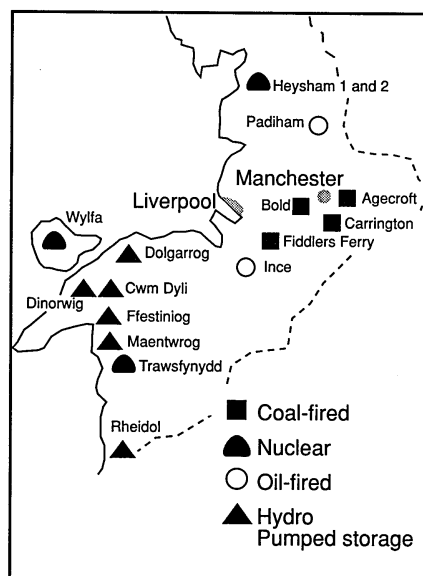 Heysham 1 and 2
Padiham
Manchester
Liverpool
Bold
Agecroft
Carrington
Wylfa
Fiddlers Ferry
Dolgarrog
Ince
Dinorwig
Cwm Dyli
Ffestiniog
Maentwrog
Trawsfynydd
Rheidol
Coal-fired
Nuclear
Oil-fired
Hydro
Pumped storage